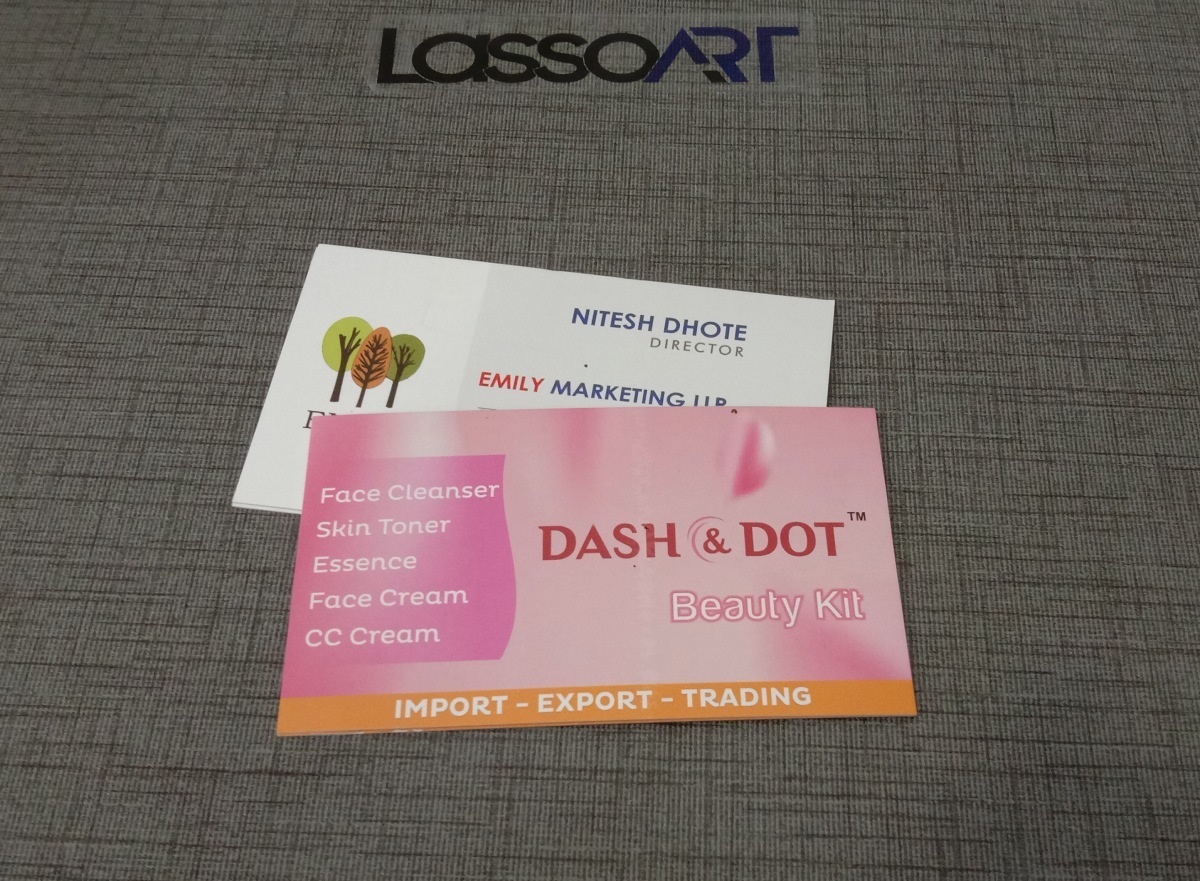 LassoART
NITESH DHOTE
DIRECTOR
EMILY MARKETING LLP
Face Cleanser
Skin Toner
Essence
Face Cream
CC Cream
DASH & DOT™
Beauty Kit
IMPORT - EXPORT - TRADING